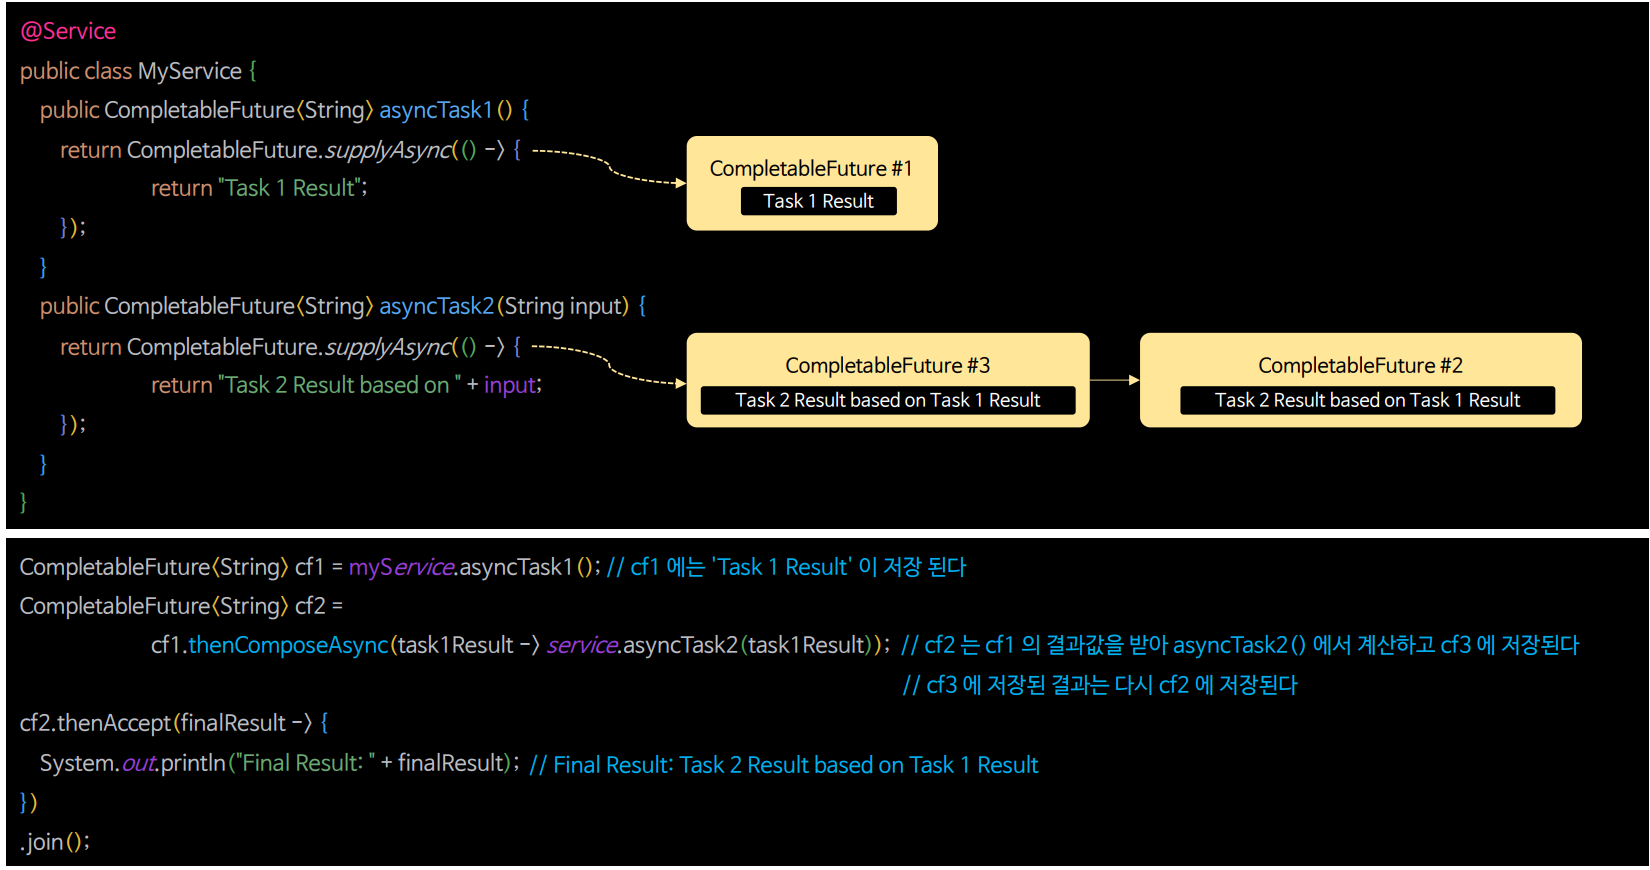 @Service
public class MyService {
public CompletableFuture<String> asyncTask1() {
return CompletableFuture.supplyAsync(() -> {
CompletableFuture #1
return "Task 1 Result";
Task 1 Result
});
}
public CompletableFuture<String> asyncTask2(String input) {
return CompletableFuture.supplyAsync(() -> {
CompletableFuture #3
CompletableFuture #2
return "Task 2 Result based on " + input;
Task 2 Result based on Task 1 Result
Task 2 Result based on Task 1 Result
});
}
}
CompletableFuture<String> cf1 = myService.asyncTask1(); // cf1 에는 'Task 1 Result' 이 저장 된다
CompletableFuture<String> cf2 =
cf1.thenComposeAsync(task1Result -> service.asyncTask2(task1Result)); // cf2 는 cf1 의 결과값을 받아 asyncTask2() 에서 계산하고 cf3 에 저장된다
// cf3 에 저장된 결과는 다시 cf2 에 저장된다
cf2.thenAccept(finalResult -> {
System.out.println("Final Result: " + finalResult); // Final Result: Task 2 Result based on Task 1 Result
})
.join();